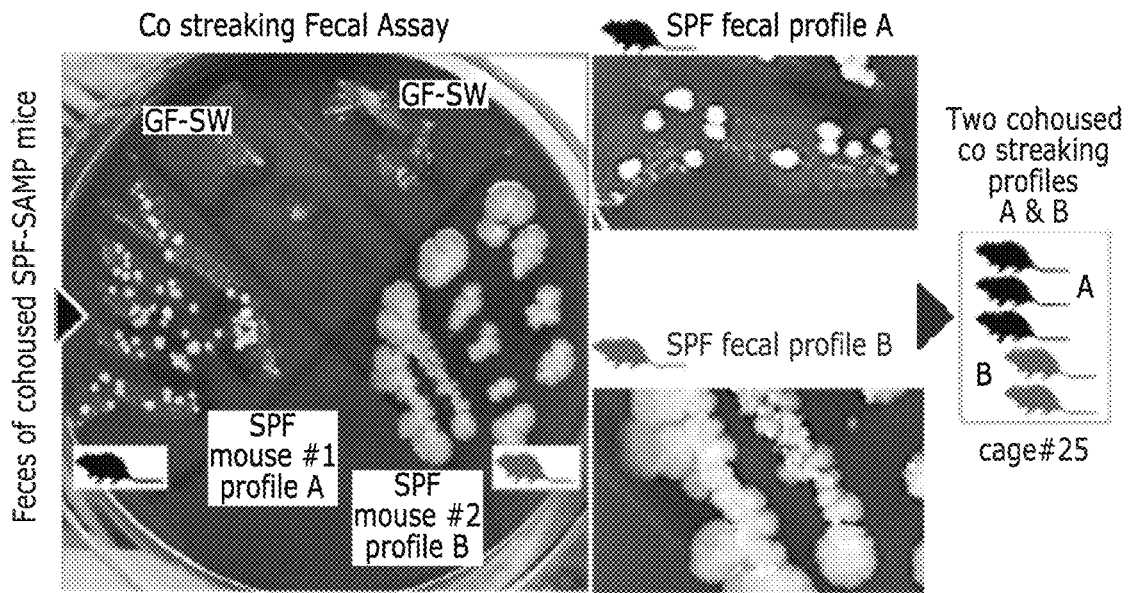 Co streaking Fecal Assay
Feces of cohoused SPF-SAMP mice
GF-SW
GF-SW
SPF
mouse #1
profile A
SPF
mouse #2
profile B
SPF fecal profile A
SPF fecal profile B
Two cohoused
co streaking
profiles
A & B
A
B
cage#25